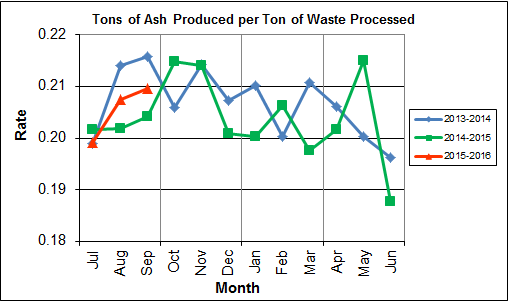 Tons of Ash Produced per Ton of Waste Processed
0.22
0.21
0.20
0.19
0.18
Rate
Jul
Aug
Sep
Oct
Nov
Dec
Jan
Feb
Mar
Apr
May
Jun
Month
2013-2014
2014-2015
2015-2016